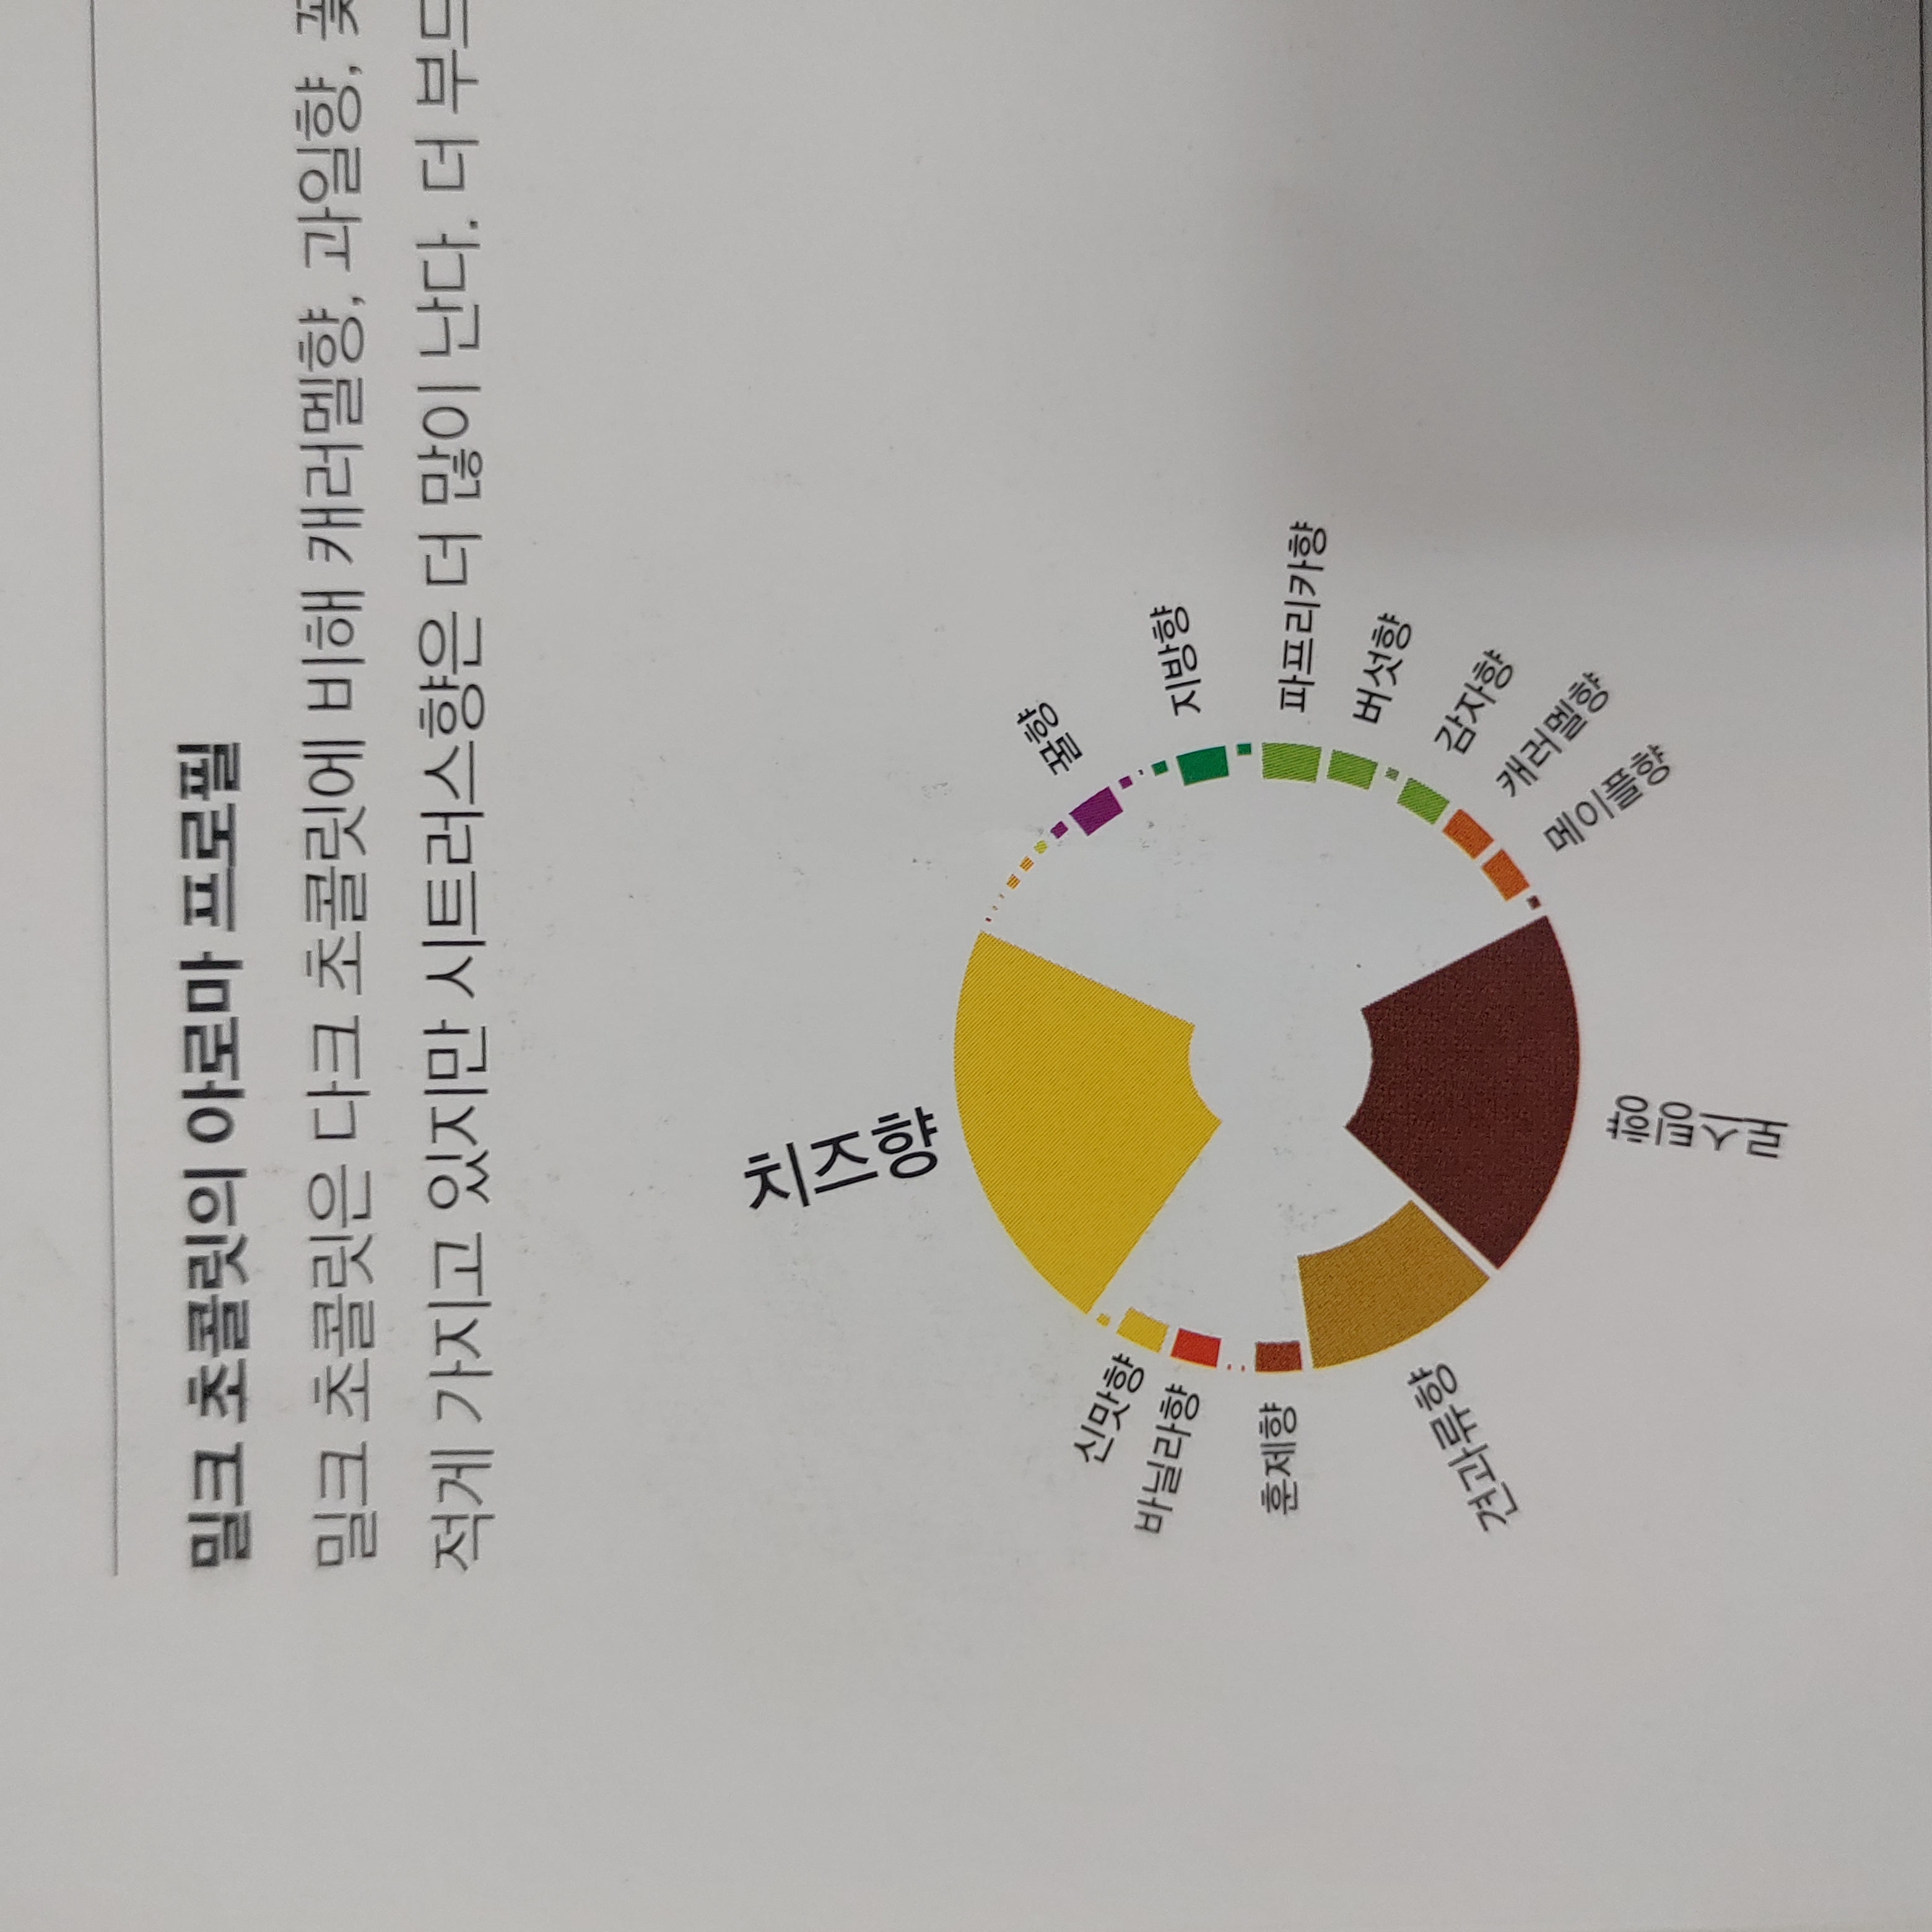 밀크 초콜릿의 아로마 프로필
밀크 초콜릿은 다크 초콜릿에 비해 캐러멜향, 과일향,
적게 가지고 있지만 시트러스향은 더 많이 난다. 더
치즈향
꿀향
지방향
파프리카향
버섯향
감자향
캐러멜향
메이플향
로스팅향
견과류향
훈제향
바닐라향
신맛향